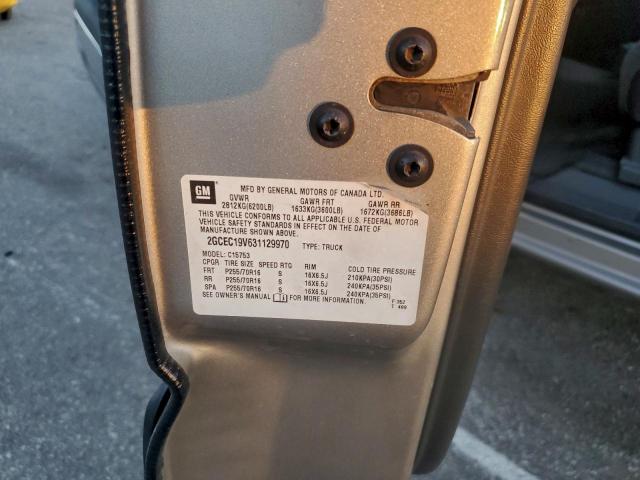 GM
MFD BY GENERAL MOTORS OF CANADA LTD.
GVWR GAWR FRT GAWR RR
2812KG(6200LB) 1633KG(3600LB) 1672KG(3686LB)
THIS VEHICLE CONFORMS TO ALL APPLICABLE U.S. FEDERAL MOTOR
VEHICLE SAFETY STANDARDS IN EFFECT ON THE DATE OF
MANUFACTURE SHOWN ABOVE.
2GCEC19V631129970 TYPE: TRUCK
MODEL: C15753
CPGR TIRE SIZE SPEED RTG RIM COLD TIRE PRESSURE
FRT P255/70R16 S 16X6.5J 210KPA(30PSI)
RR P255/70R16 S 16X6.5J 240KPA(35PSI)
SPA P255/70R16 S 16X6.5J 240KPA(35PSI)
SEE OWNER'S MANUAL FOR MORE INFORMATION.